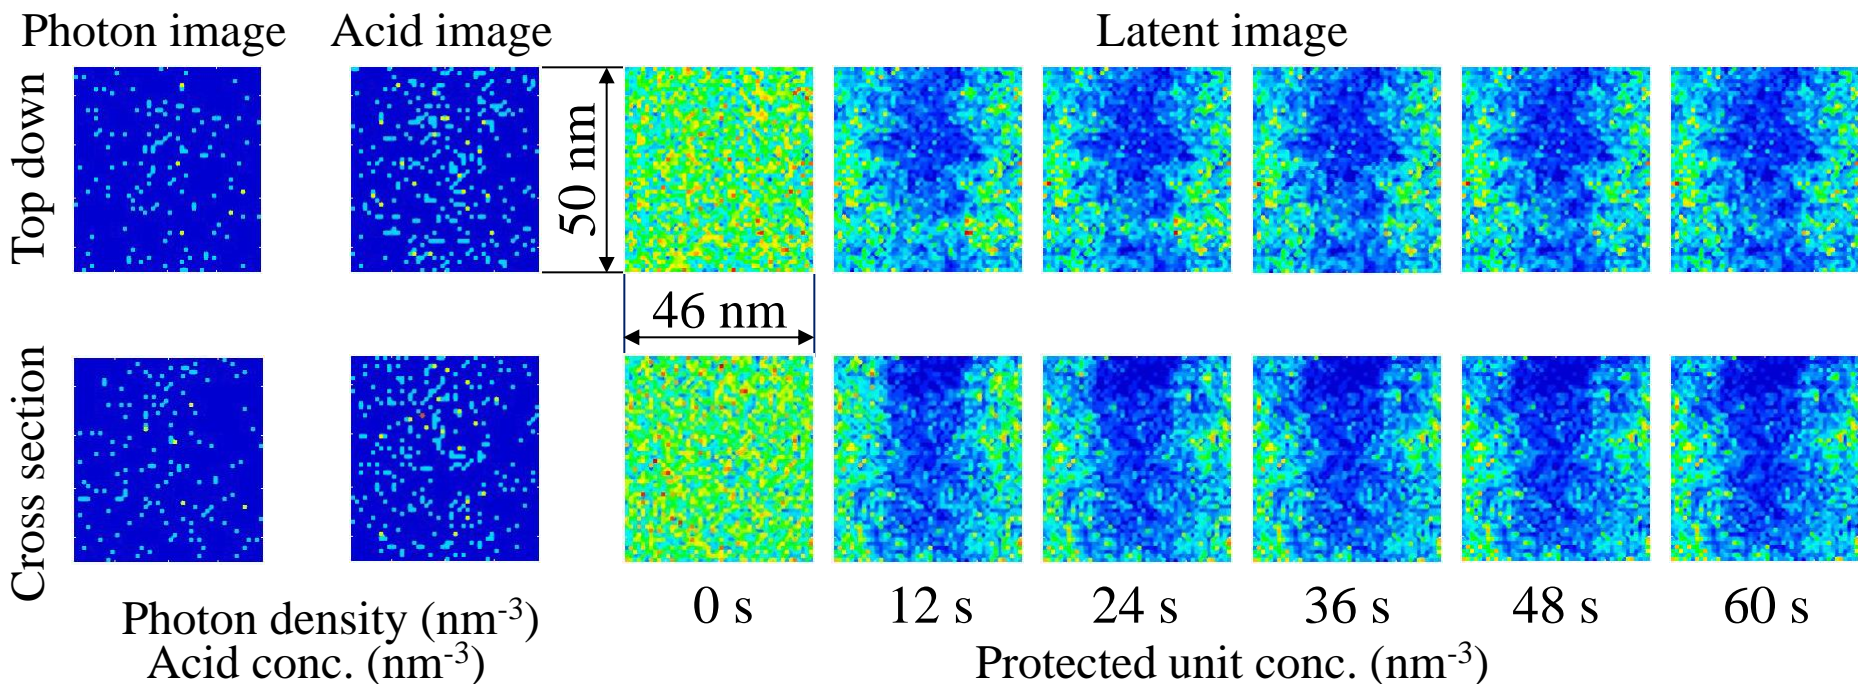 Photon image
Acid image
Latent image
Top down
50 nm
46 nm
Cross section
0 s
12 s
24 s
36 s
48 s
60 s
Photon density (nm⁻³)
Acid conc. (nm⁻³)
Protected unit conc. (nm⁻³)